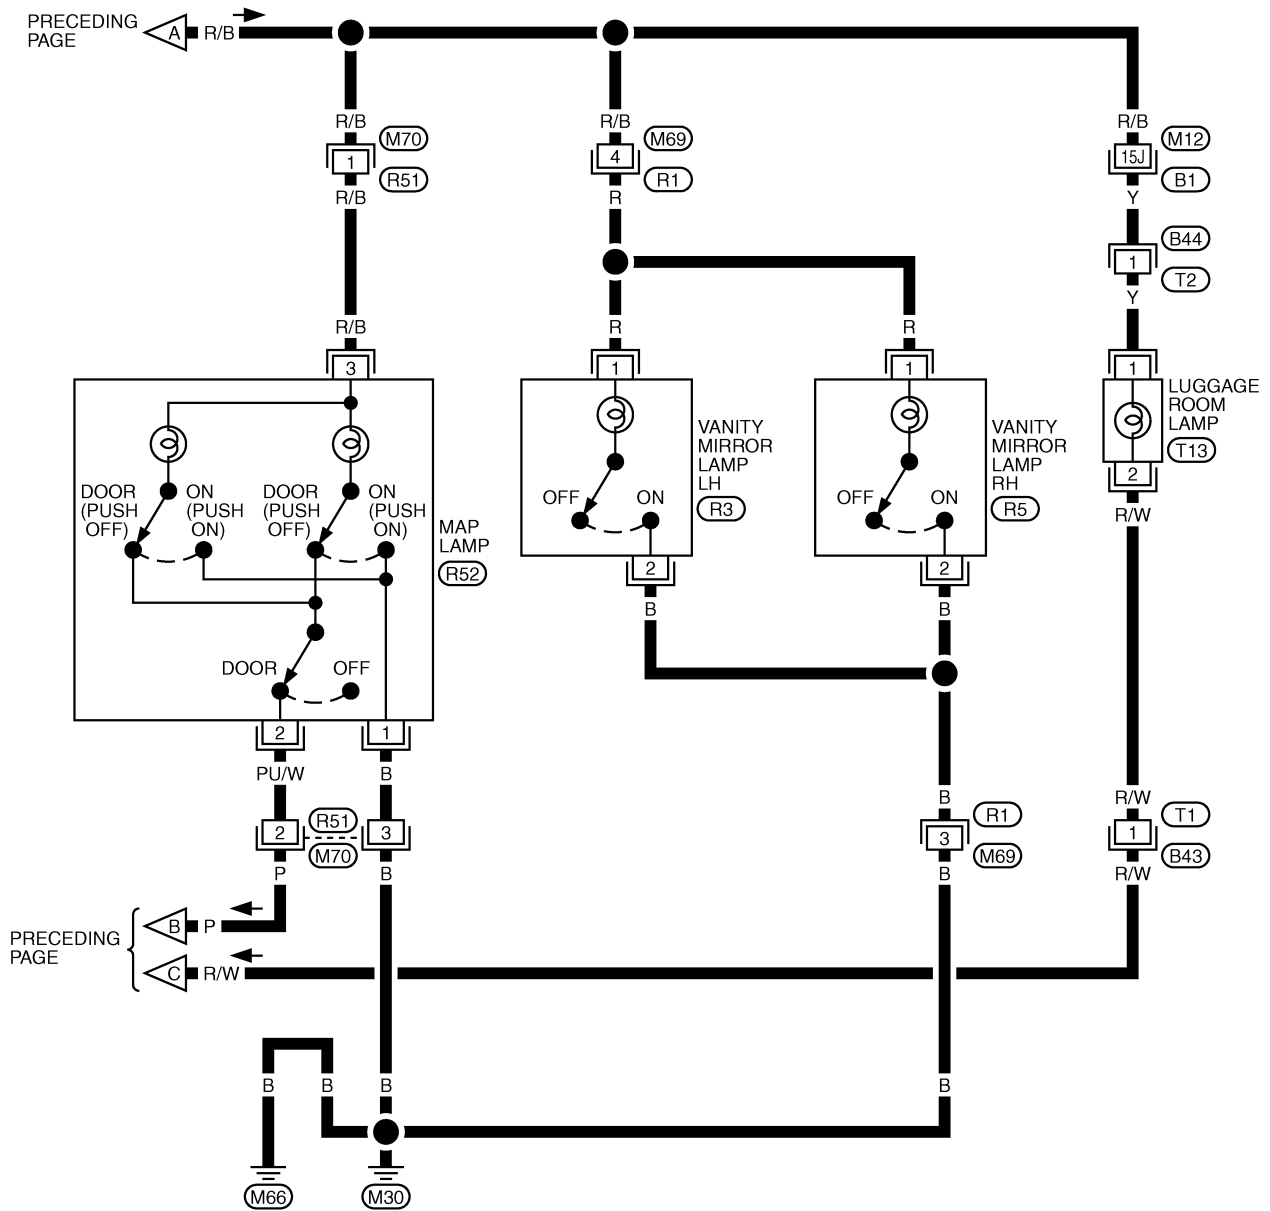 PRECEDING
PAGE
A
R/B
R/B
R/B
R/B
M70
M69
M12
1
4
15J
R51
R1
B1
R/B
R
Y
B44
1
T2
Y
R/B
R
R
3
1
1
1
LUGGAGE
ROOM
LAMP
T13
VANITY
MIRROR
LAMP
LH
R3
VANITY
MIRROR
LAMP
RH
R5
2
DOOR
(PUSH
OFF)
ON
(PUSH
ON)
DOOR
(PUSH
OFF)
ON
(PUSH
ON)
OFF
ON
OFF
ON
R/W
MAP
LAMP
R52
2
2
B
B
DOOR
OFF
2
1
PU/W
B
B
R/W
R51
R1
T1
2
3
3
1
M70
M69
B43
P
B
B
R/W
PRECEDING
PAGE
B
P
C
R/W
B
B
B
B
M66
M30